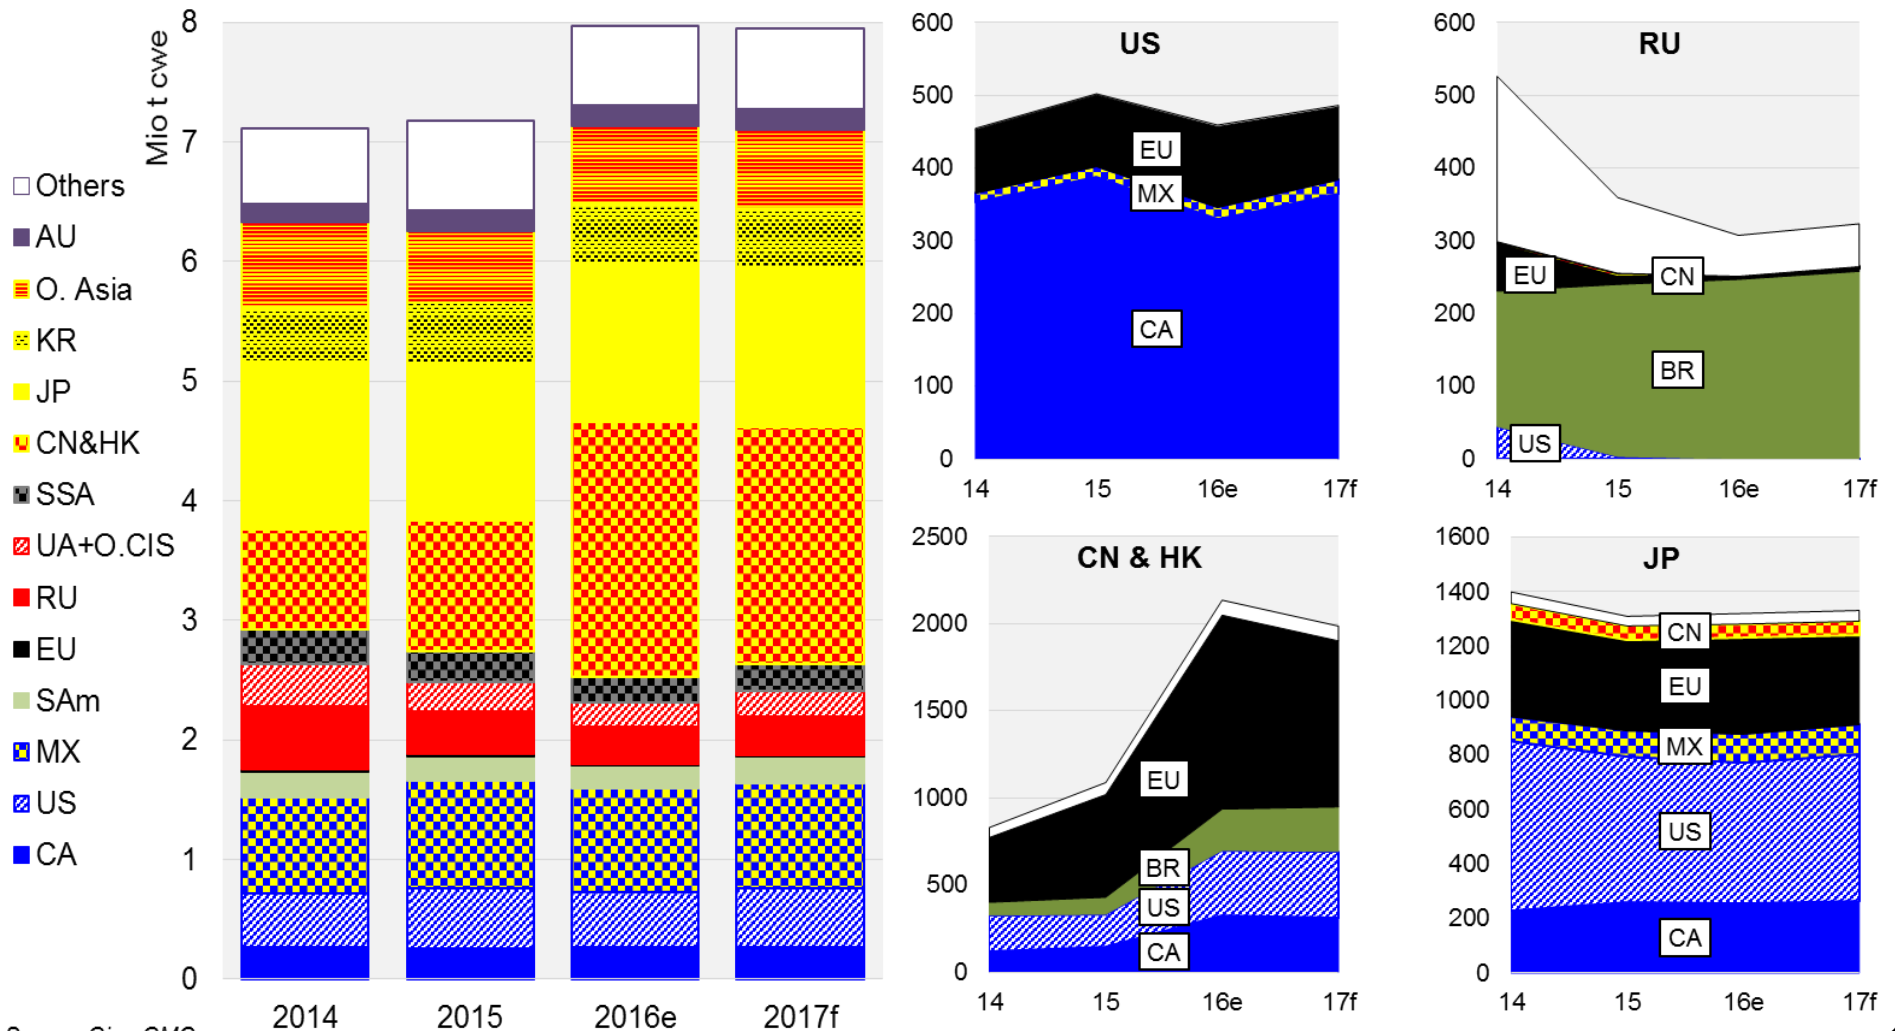 Mio t cwe
8
7
6
5
4
3
2
1
0
Others
AU
O. Asia
KR
JP
CN&HK
SSA
UA+O.CIS
RU
EU
SAm
MX
US
CA
2014 2015 2016e 2017f
US
600
500
400
300
200
100
0
EU
MX
CA
14 15 16e 17f
RU
600
500
400
300
200
100
0
EU
CN
BR
US
14 15 16e 17f
CN & HK
2500
2000
1500
1000
500
0
EU
BR
US
CA
14 15 16e 17f
JP
1600
1400
1200
1000
800
600
400
200
0
CN
EU
MX
US
CA
14 15 16e 17f